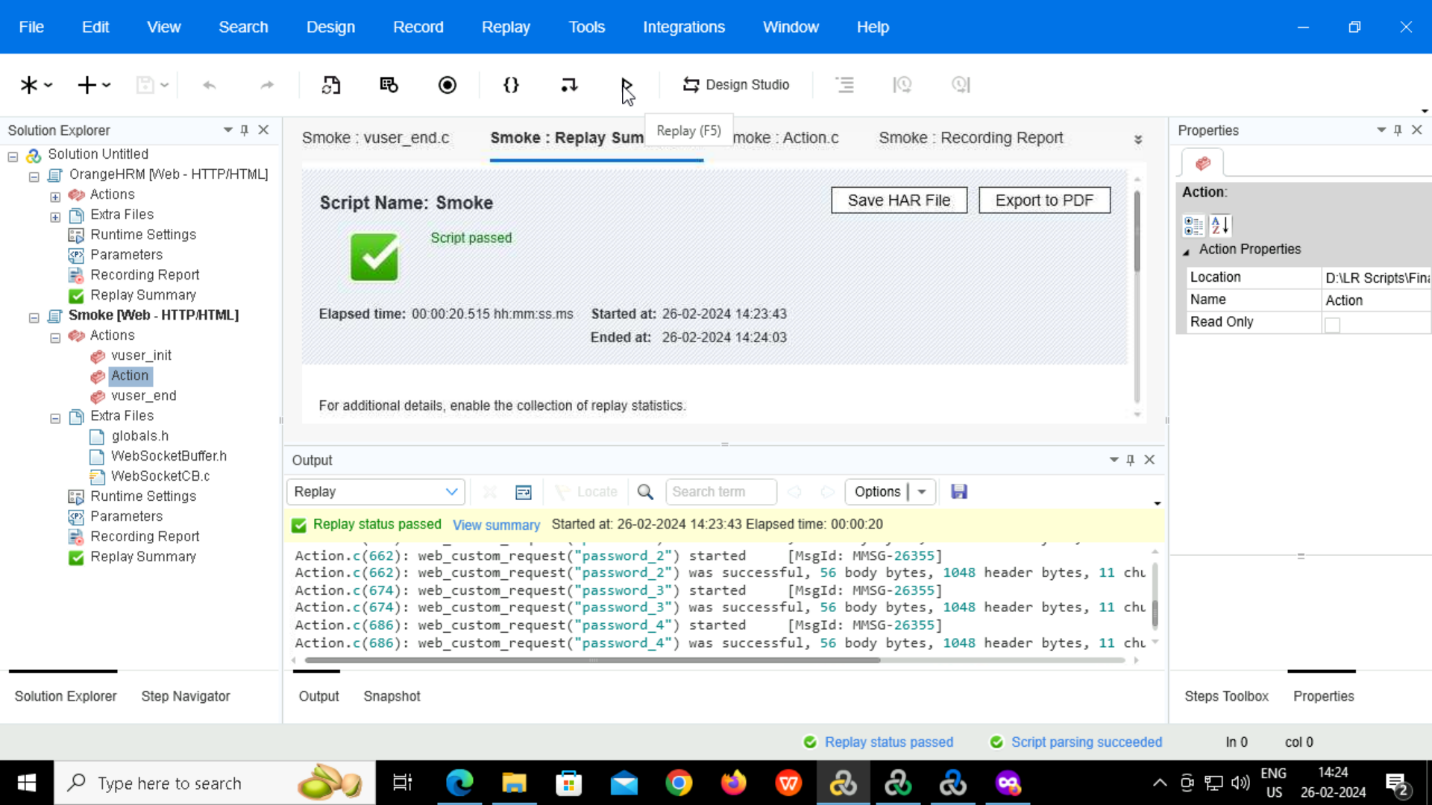 File Edit View Search Design Record Replay Tools Integrations Window Help
{} Design Studio
Replay (F5)
Solution Explorer
Solution Untitled
OrangeHRM [Web - HTTP/HTML]
Actions
Extra Files
Runtime Settings
Parameters
Recording Report
Replay Summary
Smoke [Web - HTTP/HTML]
Actions
vuser_init
Action
vuser_end
Extra Files
globals.h
WebSocketBuffer.h
WebSocketCB.c
Runtime Settings
Parameters
Recording Report
Replay Summary
Solution Explorer Step Navigator
Smoke : vuser_end.c Smoke : Replay Sum moke : Action.c Smoke : Recording Report
Script Name: Smoke
Save HAR File Export to PDF
Script passed
Elapsed time: 00:00:20.515 hh:mm:ss.ms Started at: 26-02-2024 14:23:43
Ended at: 26-02-2024 14:24:03
For additional details, enable the collection of replay statistics.
Output
Replay Locate Search term Options
Replay status passed View summary Started at: 26-02-2024 14:23:43 Elapsed time: 00:00:20
Action.c(662): web_custom_request("password_2") started [MsgId: MMSG-26355]
Action.c(662): web_custom_request("password_2") was successful, 56 body bytes, 1048 header bytes, 11 chu
Action.c(674): web_custom_request("password_3") started [MsgId: MMSG-26355]
Action.c(674): web_custom_request("password_3") was successful, 56 body bytes, 1048 header bytes, 11 chu
Action.c(686): web_custom_request("password_4") started [MsgId: MMSG-26355]
Action.c(686): web_custom_request("password_4") was successful, 56 body bytes, 1048 header bytes, 11 chu
Output Snapshot
Properties
Action:
Action Properties
Location D:\LR Scripts\Fina
Name Action
Read Only
Steps Toolbox Properties
Replay status passed Script parsing succeeded ln 0 col 0
Type here to search
ENG
US
14:24
26-02-2024
2